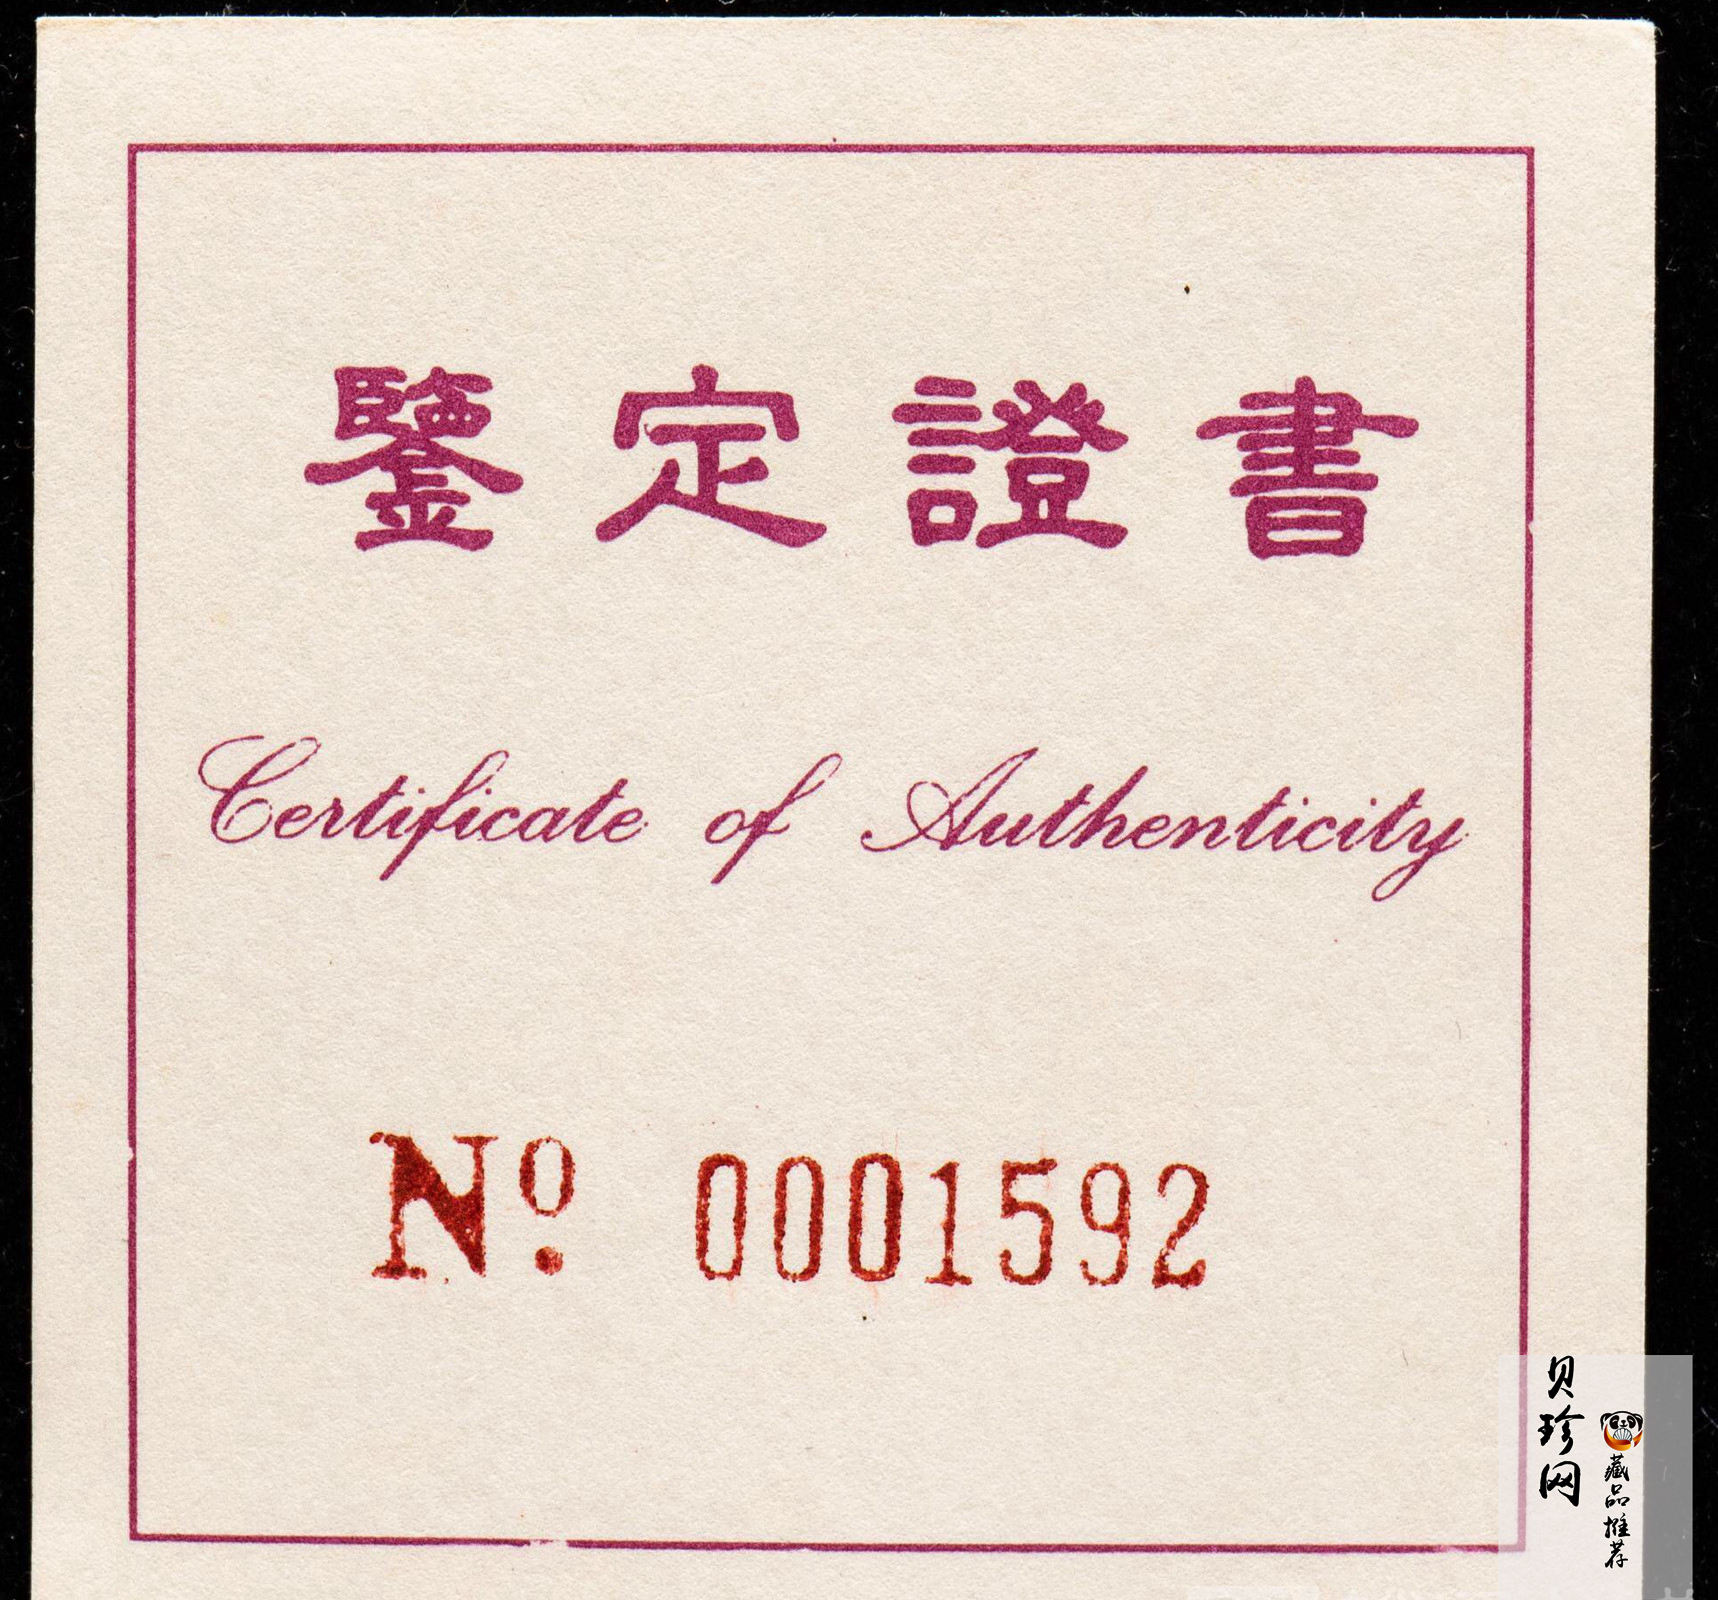 鑒定證書
Certificate of Authenticity
Nº 0001592
贝珍网
藏品推荐